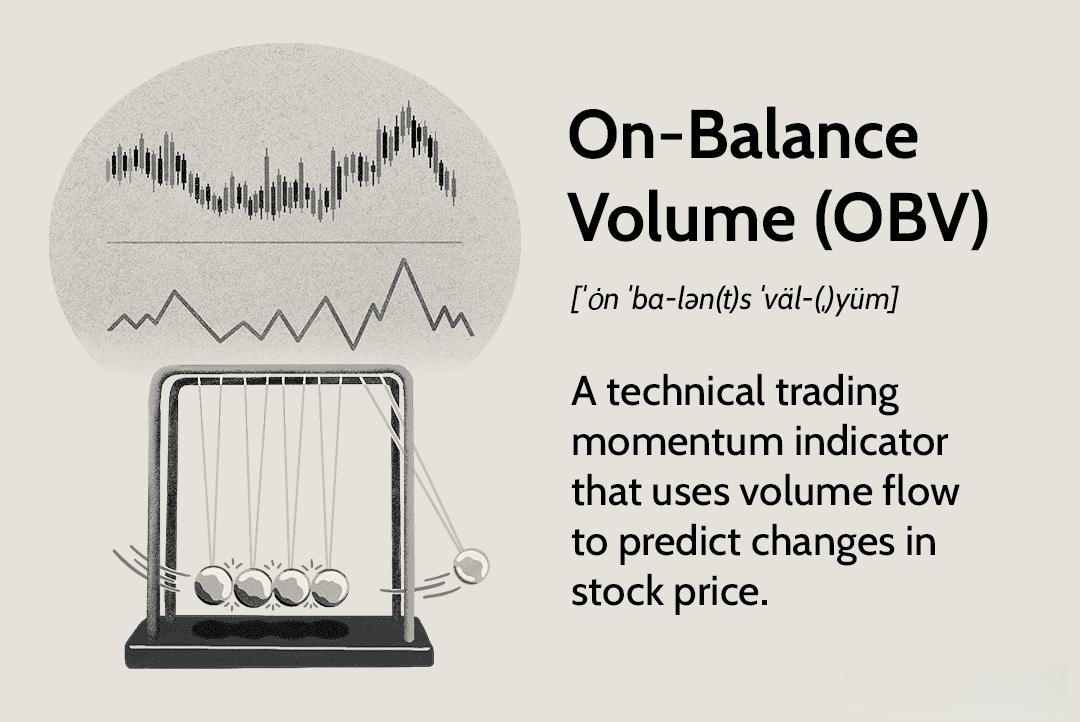 On-Balance
Volume (OBV)
[ˈȯn ˈba-lən(t)s ˈväl-(ˌ)yüm]
A technical trading
momentum indicator
that uses volume flow
to predict changes in
stock price.